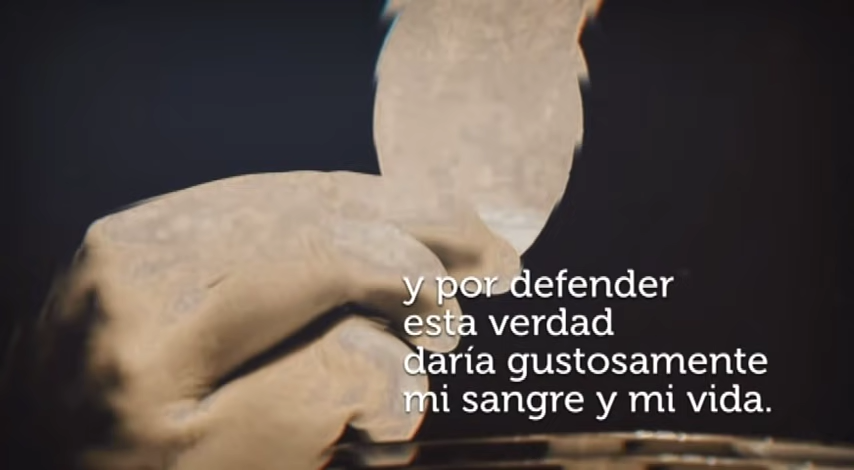 y por defender
esta verdad
daría gustosamente
mi sangre y mi vida.